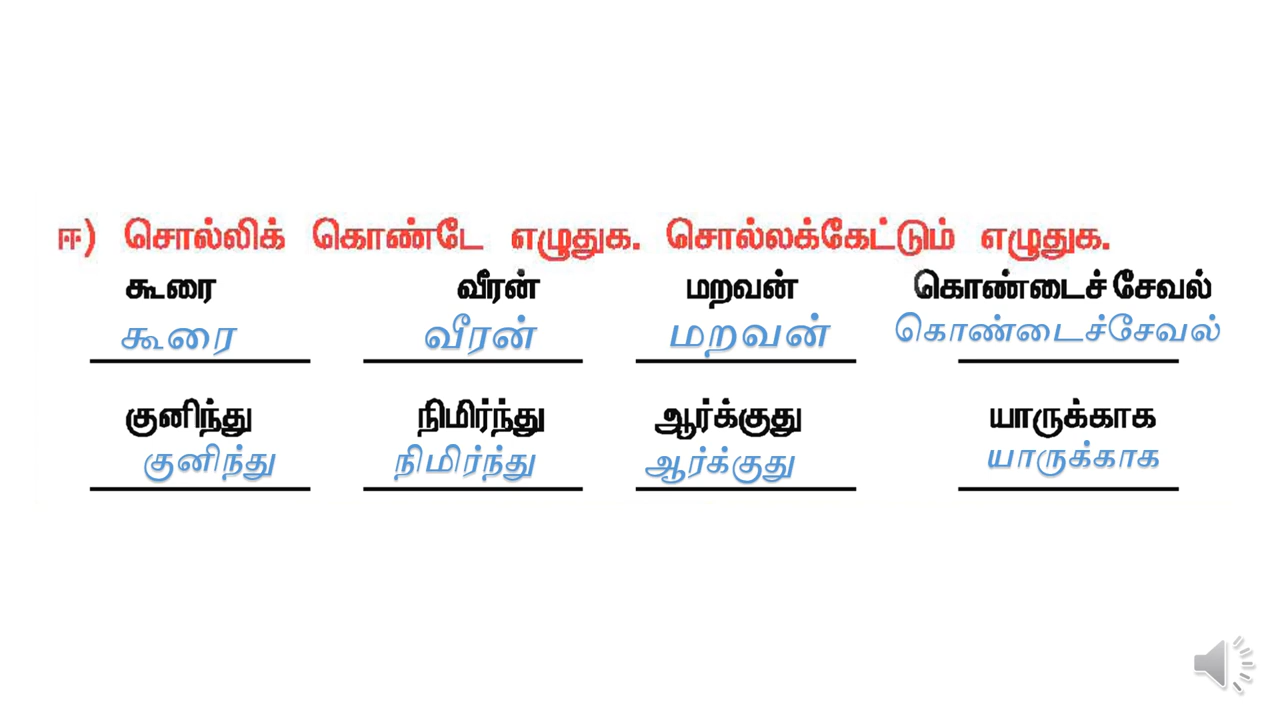 ஈ) சொல்லிக் கொண்டே எழுதுக. சொல்லக்கேட்டும் எழுதுக.
கூரை வீரன் மறவன் கொண்டைச் சேவல்
கூரை வீரன் மறவன் கொண்டைச்சேவல்
குனிந்து நிமிர்ந்து ஆர்க்குது யாருக்காக
குனிந்து நிமிர்ந்து ஆர்க்குது யாருக்காக